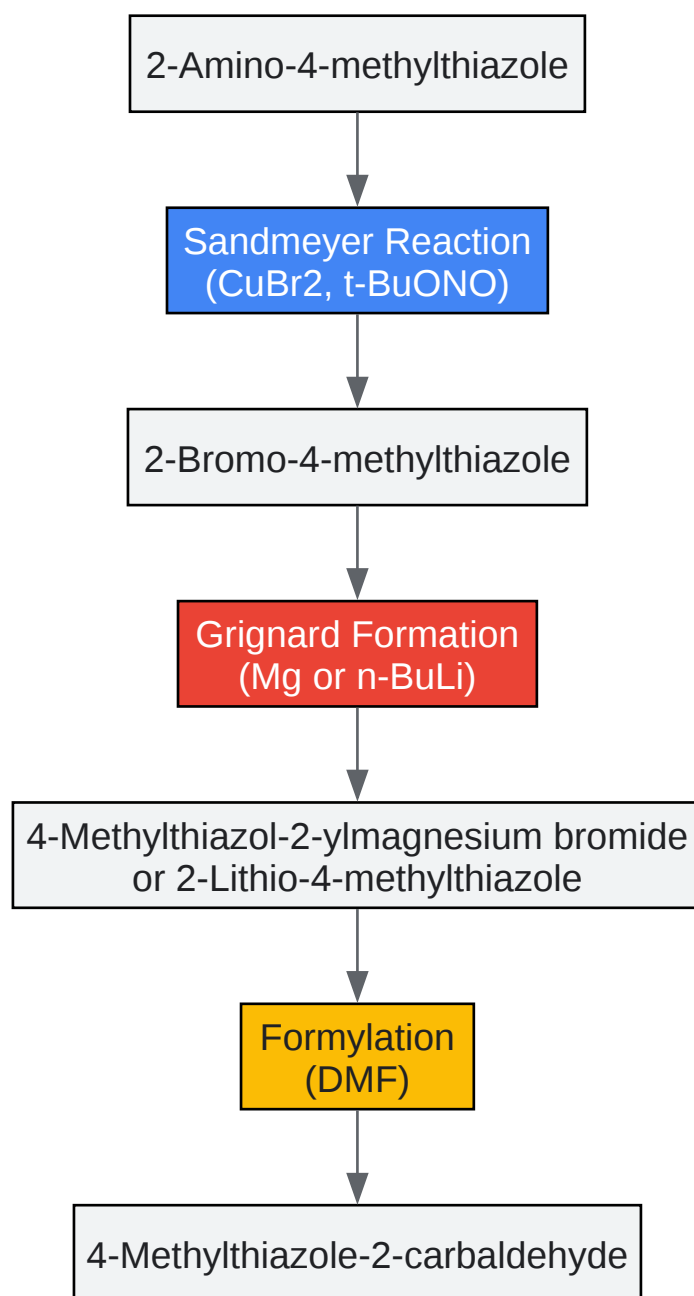 2-Amino-4-methylthiazole
Sandmeyer Reaction
(CuBr2, t-BuONO)
2-Bromo-4-methylthiazole
Grignard Formation
(Mg or n-BuLi)
4-Methylthiazol-2-ylmagnesium bromide
or 2-Lithio-4-methylthiazole
Formylation
(DMF)
4-Methylthiazole-2-carbaldehyde